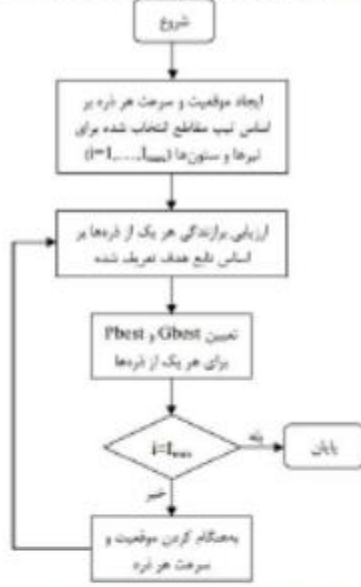 شروع
ایجاد موقعیت و سرعت هر ذره بر
اساس تیپ مقاطع انتخاب شده برای
تیرها و ستون‌ها (i=1,...,Imax)
ارزیابی برازندگی هر یک از ذره‌ها بر
اساس تابع هدف تعریف شده
تعیین Gbest و Pbest
برای هر یک از ذره‌ها
i=Imax
بله
پایان
خیر
به‌هنگام کردن موقعیت و
سرعت هر ذره